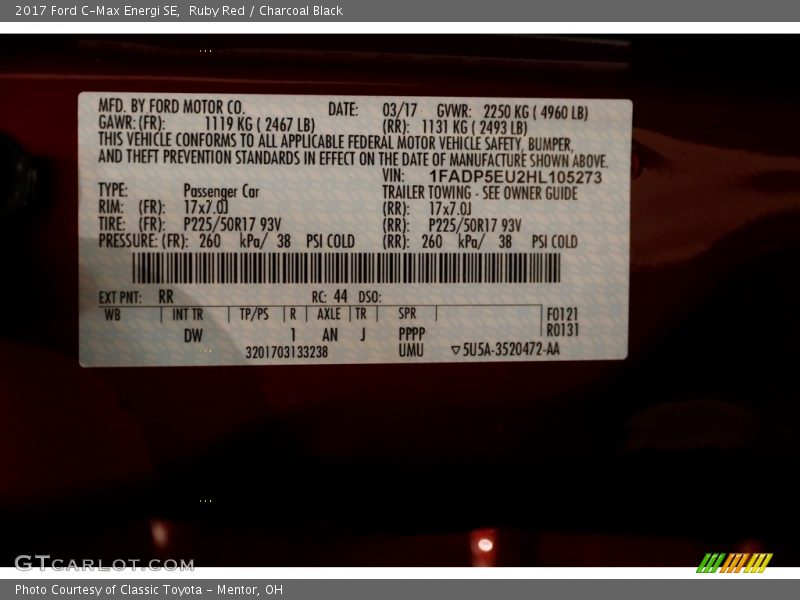 2017 Ford C-Max Energi SE, Ruby Red / Charcoal Black
MFD. BY FORD MOTOR CO. DATE: 03/17 GVWR: 2250 KG ( 4960 LB)
GAWR: (FR): 1119 KG ( 2467 LB) (RR): 1131 KG ( 2493 LB)
THIS VEHICLE CONFORMS TO ALL APPLICABLE FEDERAL MOTOR VEHICLE SAFETY, BUMPER,
AND THEFT PREVENTION STANDARDS IN EFFECT ON THE DATE OF MANUFACTURE SHOWN ABOVE.
VIN: 1FADP5EU2HL105273
TYPE: Passenger Car TRAILER TOWING - SEE OWNER GUIDE
RIM: (FR): 17x7.0J (RR): 17x7.0J
TIRE: (FR): P225/50R17 93V (RR): P225/50R17 93V
PRESSURE: (FR): 260 kPa/ 38 PSI COLD (RR): 260 kPa/ 38 PSI COLD
EXT PNT: RR RC: 44 DSO:
WB INT TR TP/PS R AXLE TR SPR F0121
DW 1 AN J PPPP R0131
3201703133238 UMU ▽5U5A-3520472-AA
GTCARLOT.COM
Photo Courtesy of Classic Toyota - Mentor, OH